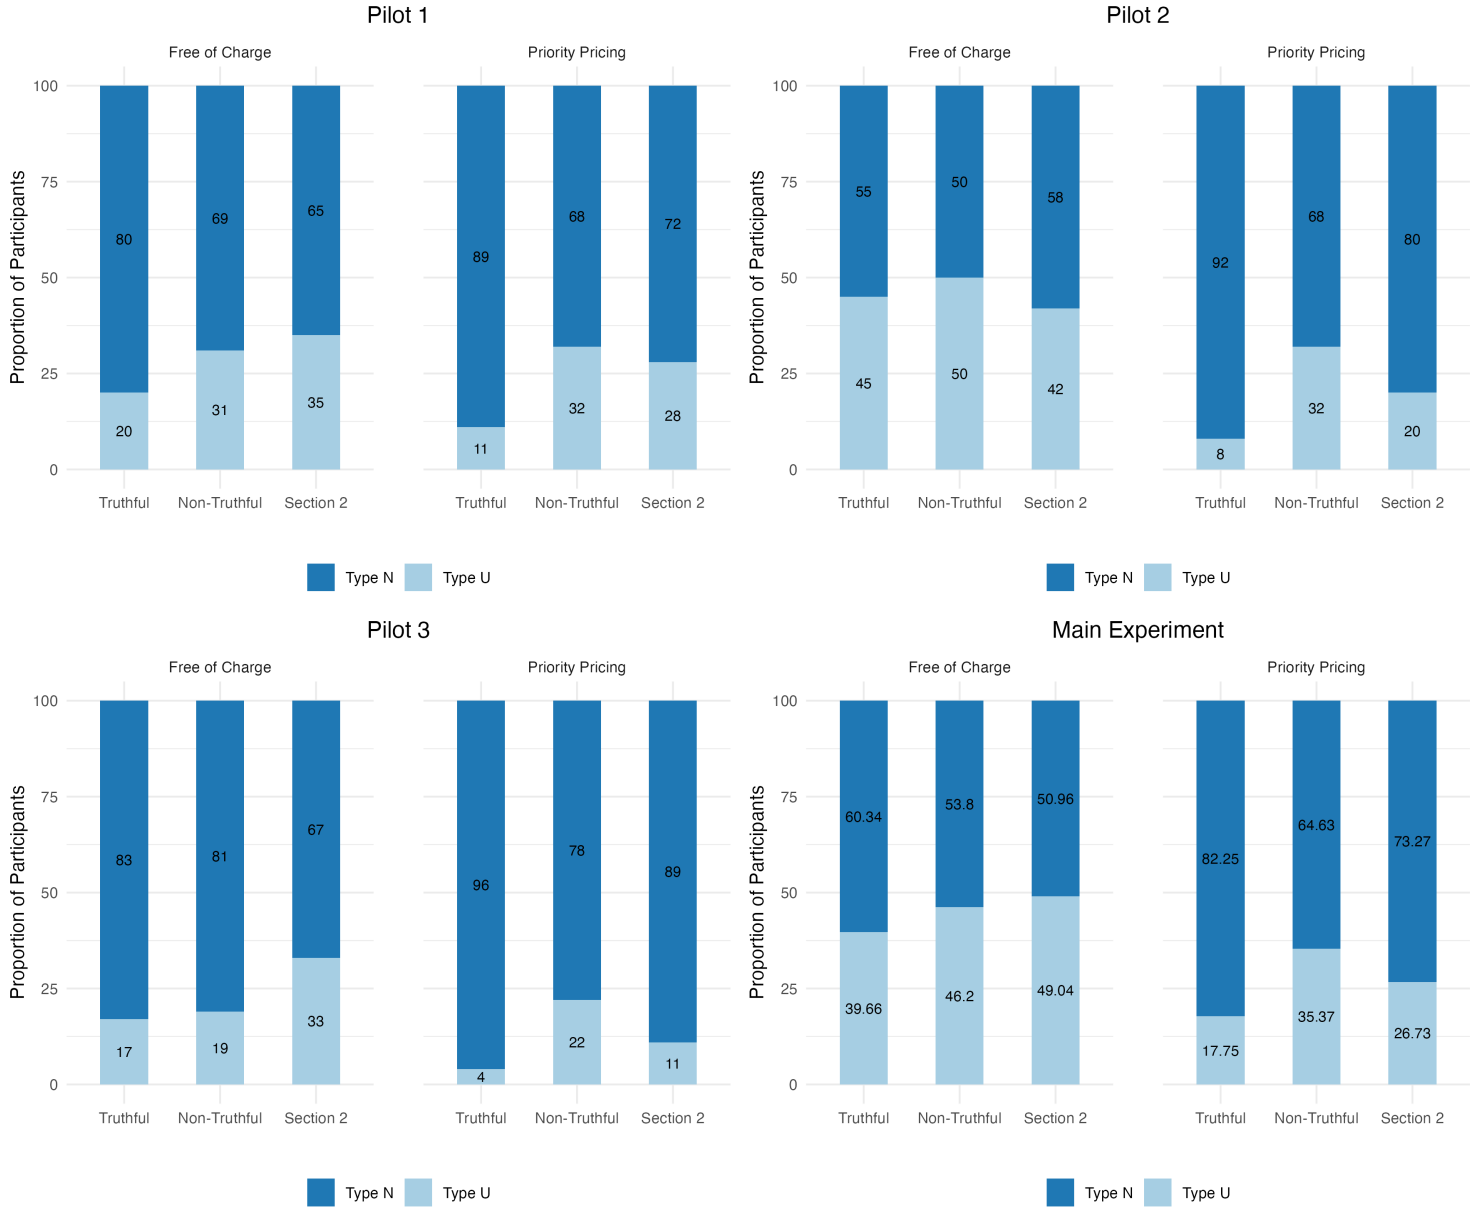 Pilot 1
Free of Charge
Priority Pricing
Proportion of Participants
100
75
50
25
0
80
69
65
20
31
35
89
68
72
11
32
28
Truthful
Non-Truthful
Section 2
Truthful
Non-Truthful
Section 2
Type N
Type U
Pilot 2
Free of Charge
Priority Pricing
Proportion of Participants
100
75
50
25
0
55
50
58
45
50
42
92
68
80
8
32
20
Truthful
Non-Truthful
Section 2
Truthful
Non-Truthful
Section 2
Type N
Type U
Pilot 3
Free of Charge
Priority Pricing
Proportion of Participants
100
75
50
25
0
83
81
67
17
19
33
96
78
89
4
22
11
Truthful
Non-Truthful
Section 2
Truthful
Non-Truthful
Section 2
Type N
Type U
Main Experiment
Free of Charge
Priority Pricing
Proportion of Participants
100
75
50
25
0
60.34
53.8
50.96
39.66
46.2
49.04
82.25
64.63
73.27
17.75
35.37
26.73
Truthful
Non-Truthful
Section 2
Truthful
Non-Truthful
Section 2
Type N
Type U